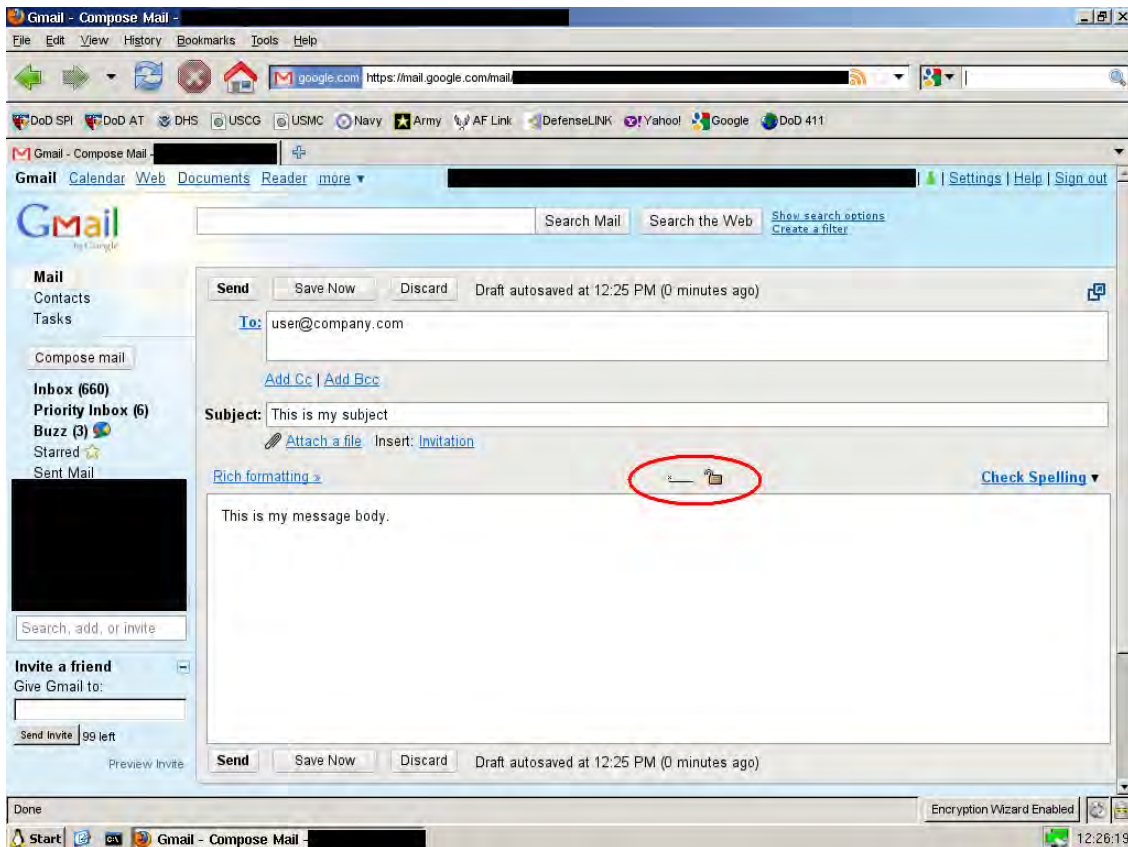 Gmail - Compose Mail -
File Edit View History Bookmarks Tools Help
google.com https://mail.google.com/mail/
DoD SPI DoD AT DHS USCG USMC Navy Army AF Link DefenseLINK Yahoo! Google DoD 411
Gmail - Compose Mail -
Gmail Calendar Web Documents Reader more ▼ | | Settings | Help | Sign out
Gmail by Google Search Mail Search the Web Show search options
Create a filter
Mail
Contacts
Tasks
Compose mail
Inbox (660)
Priority Inbox (6)
Buzz (3)
Starred
Sent Mail
Search, add, or invite
Invite a friend
Give Gmail to:
Send Invite 99 left
Preview Invite
Send Save Now Discard Draft autosaved at 12:25 PM (0 minutes ago)
To: user@company.com
Add Cc | Add Bcc
Subject: This is my subject
Attach a file Insert: Invitation
Rich formatting » Check Spelling ▼
This is my message body.
Send Save Now Discard Draft autosaved at 12:25 PM (0 minutes ago)
Done Encryption Wizard Enabled
Start Gmail - Compose Mail - 12:26:19